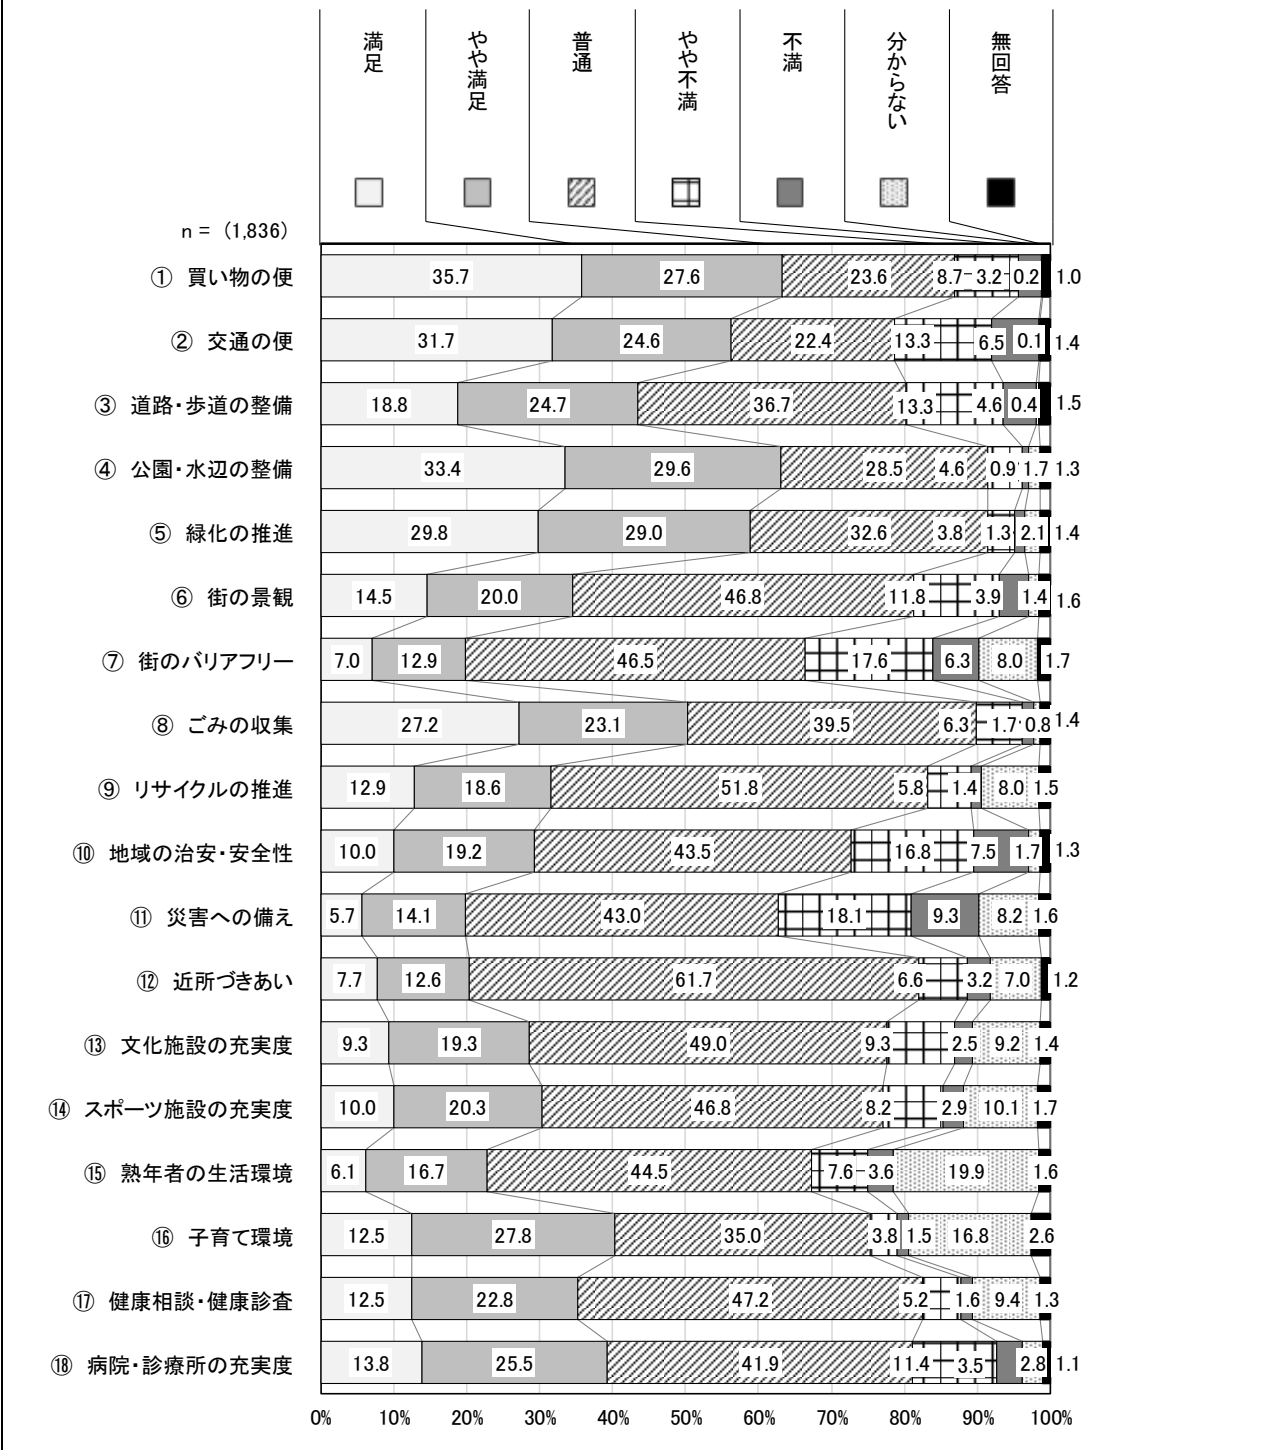 満足
やや満足
普通
やや不満
不満
分からない
無回答
n = (1,836)
① 買い物の便 35.7 27.6 23.6 8.7 3.2 0.2 1.0
② 交通の便 31.7 24.6 22.4 13.3 6.5 0.1 1.4
③ 道路・歩道の整備 18.8 24.7 36.7 13.3 4.6 0.4 1.5
④ 公園・水辺の整備 33.4 29.6 28.5 4.6 0.9 1.7 1.3
⑤ 緑化の推進 29.8 29.0 32.6 3.8 1.3 2.1 1.4
⑥ 街の景観 14.5 20.0 46.8 11.8 3.9 1.4 1.6
⑦ 街のバリアフリー 7.0 12.9 46.5 17.6 6.3 8.0 1.7
⑧ ごみの収集 27.2 23.1 39.5 6.3 1.7 0.8 1.4
⑨ リサイクルの推進 12.9 18.6 51.8 5.8 1.4 8.0 1.5
⑩ 地域の治安・安全性 10.0 19.2 43.5 16.8 7.5 1.7 1.3
⑪ 災害への備え 5.7 14.1 43.0 18.1 9.3 8.2 1.6
⑫ 近所づきあい 7.7 12.6 61.7 6.6 3.2 7.0 1.2
⑬ 文化施設の充実度 9.3 19.3 49.0 9.3 2.5 9.2 1.4
⑭ スポーツ施設の充実度 10.0 20.3 46.8 8.2 2.9 10.1 1.7
⑮ 熟年者の生活環境 6.1 16.7 44.5 7.6 3.6 19.9 1.6
⑯ 子育て環境 12.5 27.8 35.0 3.8 1.5 16.8 2.6
⑰ 健康相談・健康診査 12.5 22.8 47.2 5.2 1.6 9.4 1.3
⑱ 病院・診療所の充実度 13.8 25.5 41.9 11.4 3.5 2.8 1.1
0% 10% 20% 30% 40% 50% 60% 70% 80% 90% 100%